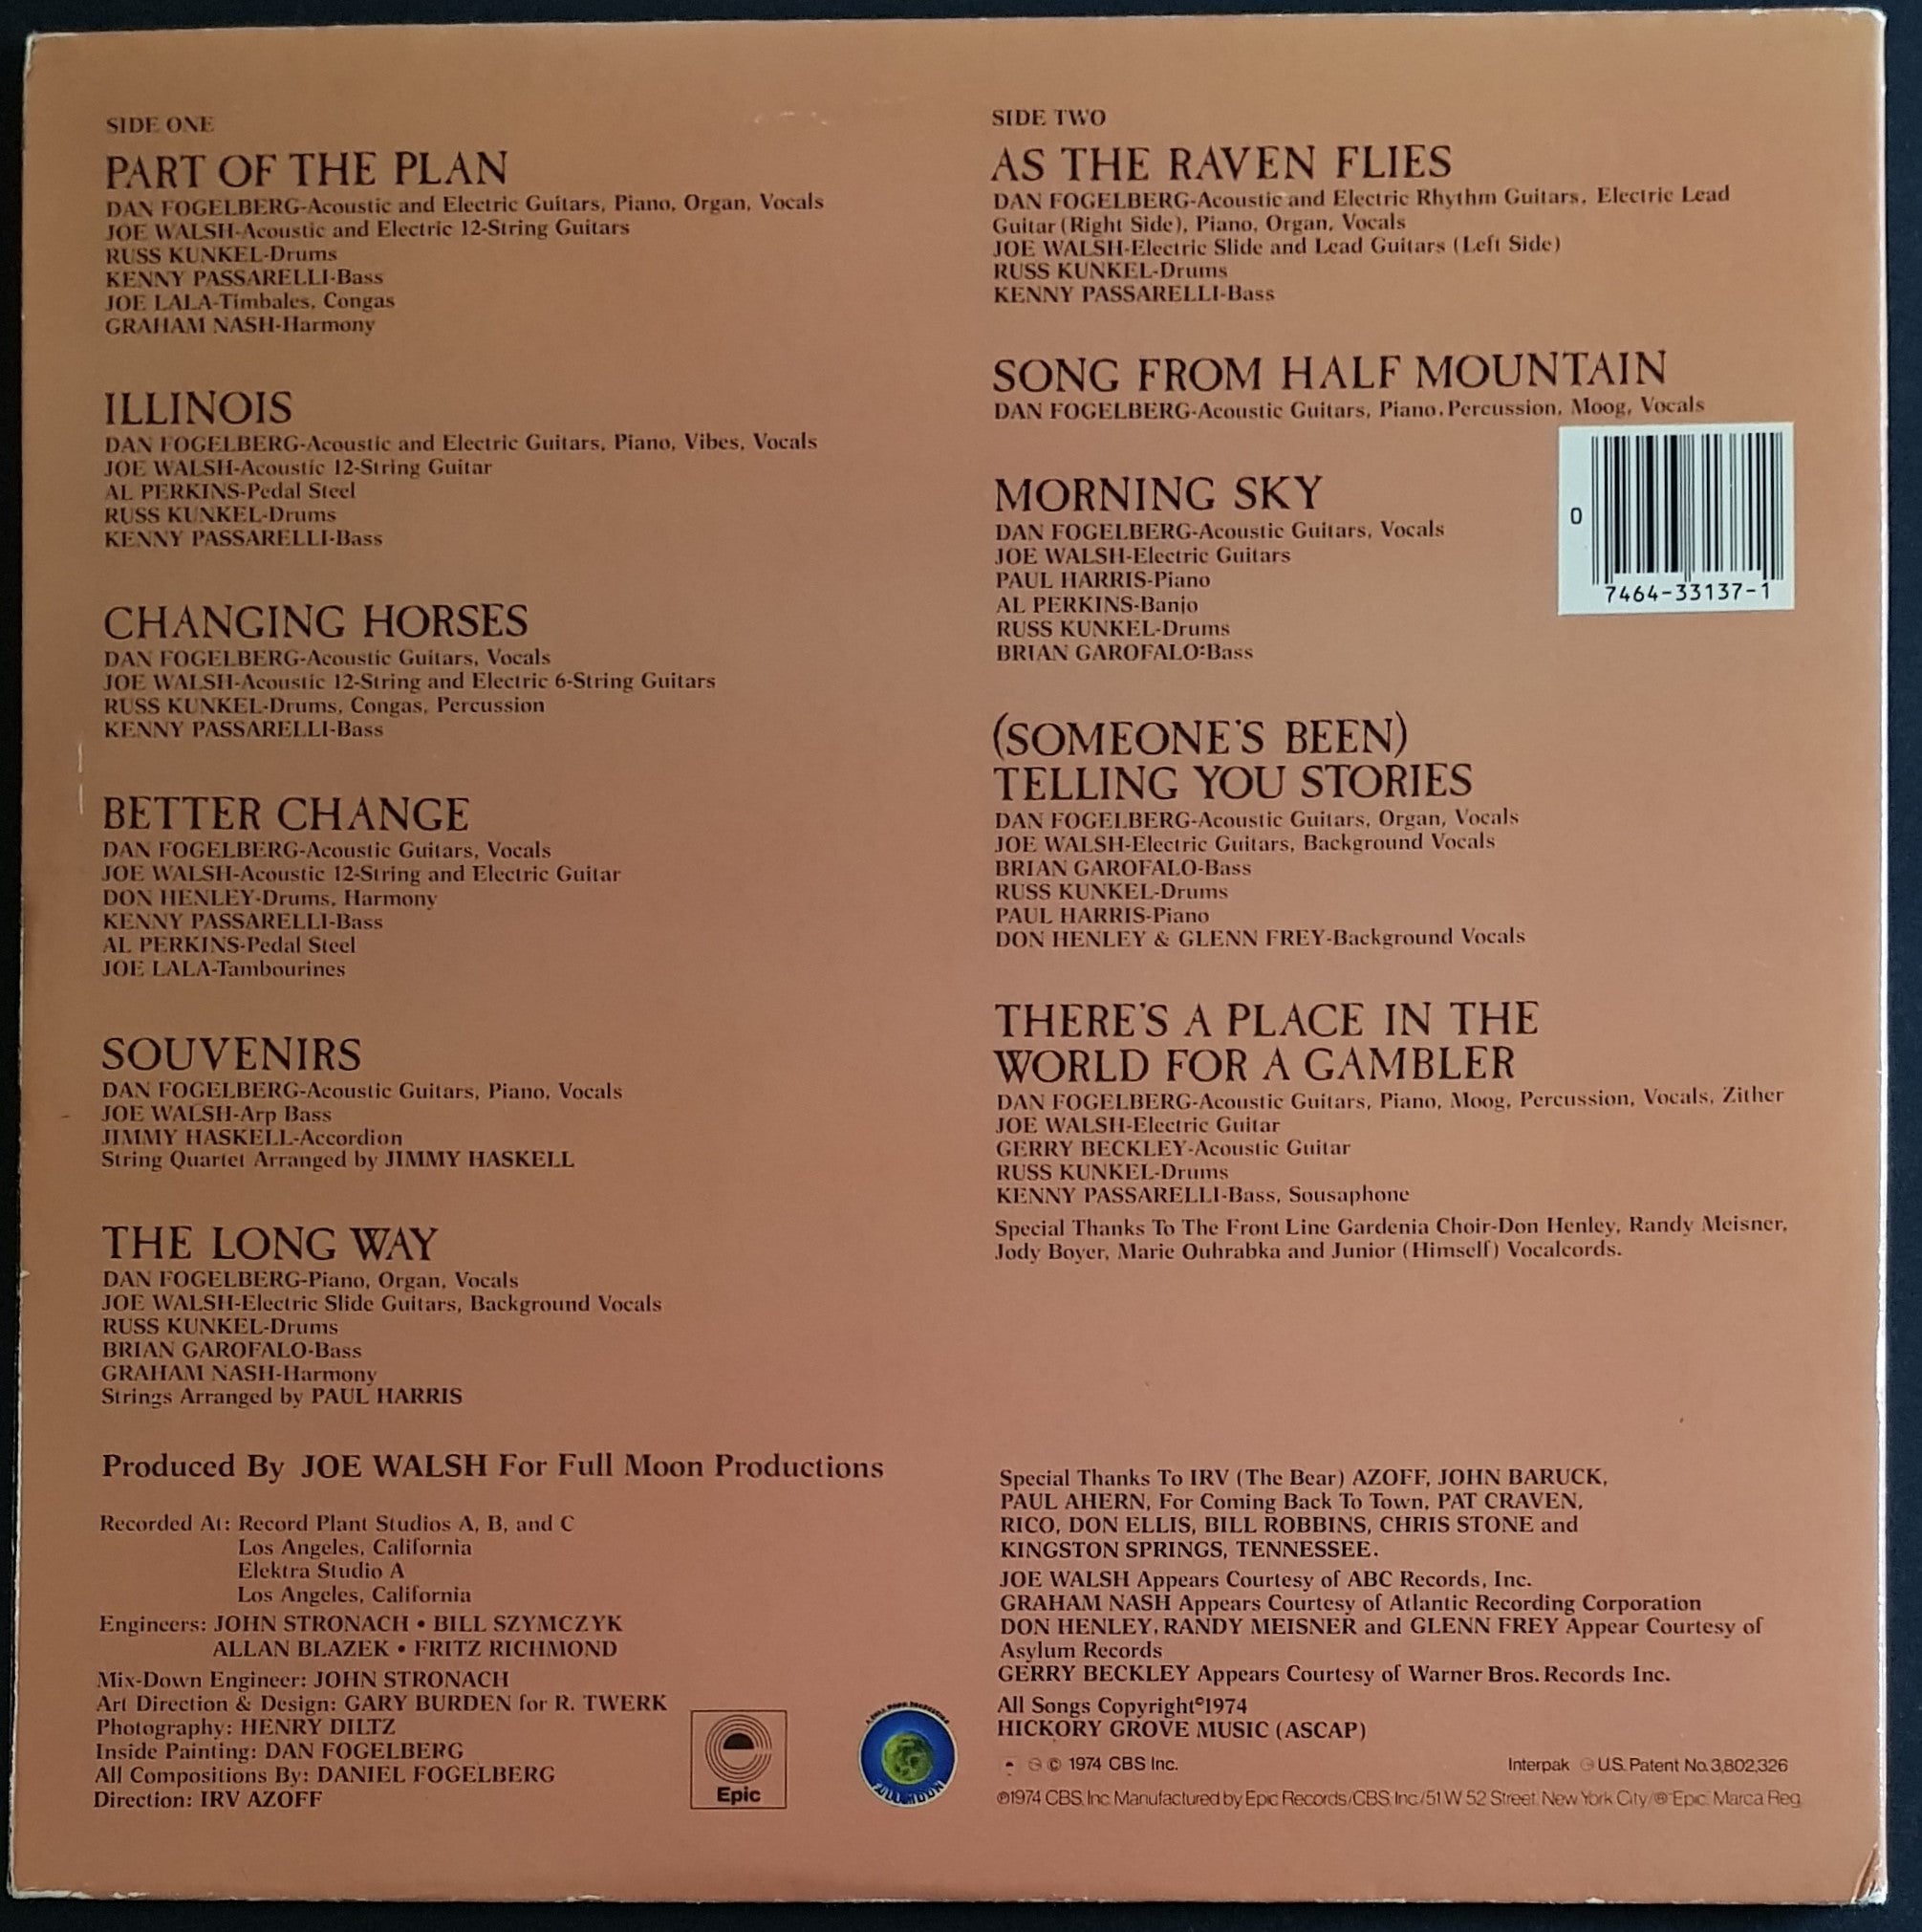 SIDE ONE
PART OF THE PLAN
DAN FOGELBERG-Acoustic and Electric Guitars, Piano, Organ, Vocals
JOE WALSH-Acoustic and Electric 12-String Guitars
RUSS KUNKEL-Drums
KENNY PASSARELLI-Bass
JOE LALA-Timbales, Congas
GRAHAM NASH-Harmony
ILLINOIS
DAN FOGELBERG-Acoustic and Electric Guitars, Piano, Vibes, Vocals
JOE WALSH-Acoustic 12-String Guitar
AL PERKINS-Pedal Steel
RUSS KUNKEL-Drums
KENNY PASSARELLI-Bass
CHANGING HORSES
DAN FOGELBERG-Acoustic Guitars, Vocals
JOE WALSH-Acoustic 12-String and Electric 6-String Guitars
RUSS KUNKEL-Drums, Congas, Percussion
KENNY PASSARELLI-Bass
BETTER CHANGE
DAN FOGELBERG-Acoustic Guitars, Vocals
JOE WALSH-Acoustic 12-String and Electric Guitar
DON HENLEY-Drums, Harmony
KENNY PASSARELLI-Bass
AL PERKINS-Pedal Steel
JOE LALA-Tambourines
SOUVENIRS
DAN FOGELBERG-Acoustic Guitars, Piano, Vocals
JOE WALSH-Arp Bass
JIMMY HASKELL-Accordion
String Quartet Arranged by JIMMY HASKELL
THE LONG WAY
DAN FOGELBERG-Piano, Organ, Vocals
JOE WALSH-Electric Slide Guitars, Background Vocals
RUSS KUNKEL-Drums
BRIAN GAROFALO-Bass
GRAHAM NASH-Harmony
Strings Arranged by PAUL HARRIS
Produced By JOE WALSH For Full Moon Productions
Recorded At: Record Plant Studios A, B, and C
Los Angeles, California
Elektra Studio A
Los Angeles, California
Engineers: JOHN STRONACH • BILL SZYMCZYK
ALLAN BLAZEK • FRITZ RICHMOND
Mix-Down Engineer: JOHN STRONACH
Art Direction & Design: GARY BURDEN for R. TWERK
Photography: HENRY DILTZ
Inside Painting: DAN FOGELBERG
All Compositions By: DANIEL FOGELBERG
Direction: IRV AZOFF
Epic
FULL MOON
SIDE TWO
AS THE RAVEN FLIES
DAN FOGELBERG-Acoustic and Electric Rhythm Guitars, Electric Lead
Guitar (Right Side), Piano, Organ, Vocals
JOE WALSH-Electric Slide and Lead Guitars (Left Side)
RUSS KUNKEL-Drums
KENNY PASSARELLI-Bass
SONG FROM HALF MOUNTAIN
DAN FOGELBERG-Acoustic Guitars, Piano, Percussion, Moog, Vocals
0
7464-33137-1
MORNING SKY
DAN FOGELBERG-Acoustic Guitars, Vocals
JOE WALSH-Electric Guitars
PAUL HARRIS-Piano
AL PERKINS-Banjo
RUSS KUNKEL-Drums
BRIAN GAROFALO-Bass
(SOMEONE'S BEEN)
TELLING YOU STORIES
DAN FOGELBERG-Acoustic Guitars, Organ, Vocals
JOE WALSH-Electric Guitars, Background Vocals
BRIAN GAROFALO-Bass
RUSS KUNKEL-Drums
PAUL HARRIS-Piano
DON HENLEY & GLENN FREY-Background Vocals
THERE'S A PLACE IN THE
WORLD FOR A GAMBLER
DAN FOGELBERG-Acoustic Guitars, Piano, Moog, Percussion, Vocals, Zither
JOE WALSH-Electric Guitar
GERRY BECKLEY-Acoustic Guitar
RUSS KUNKEL-Drums
KENNY PASSARELLI-Bass, Sousaphone
Special Thanks To The Front Line Gardenia Choir-Don Henley, Randy Meisner,
Jody Boyer, Marie Ouhrabka and Junior (Himself) Vocalcords.
Special Thanks To IRV (The Bear) AZOFF, JOHN BARUCK,
PAUL AHERN, For Coming Back To Town, PAT CRAVEN,
RICO, DON ELLIS, BILL ROBBINS, CHRIS STONE and
KINGSTON SPRINGS, TENNESSEE.
JOE WALSH Appears Courtesy of ABC Records, Inc.
GRAHAM NASH Appears Courtesy of Atlantic Recording Corporation
DON HENLEY, RANDY MEISNER and GLENN FREY Appear Courtesy of
Asylum Records
GERRY BECKLEY Appears Courtesy of Warner Bros. Records Inc.
All Songs Copyright©1974
HICKORY GROVE MUSIC (ASCAP)
© 1974 CBS Inc.
Interpak U.S. Patent No. 3,802,326
℗1974 CBS, Inc. Manufactured by Epic Records/CBS, Inc./51 W 52 Street, New York City/® "Epic," Marca Reg.